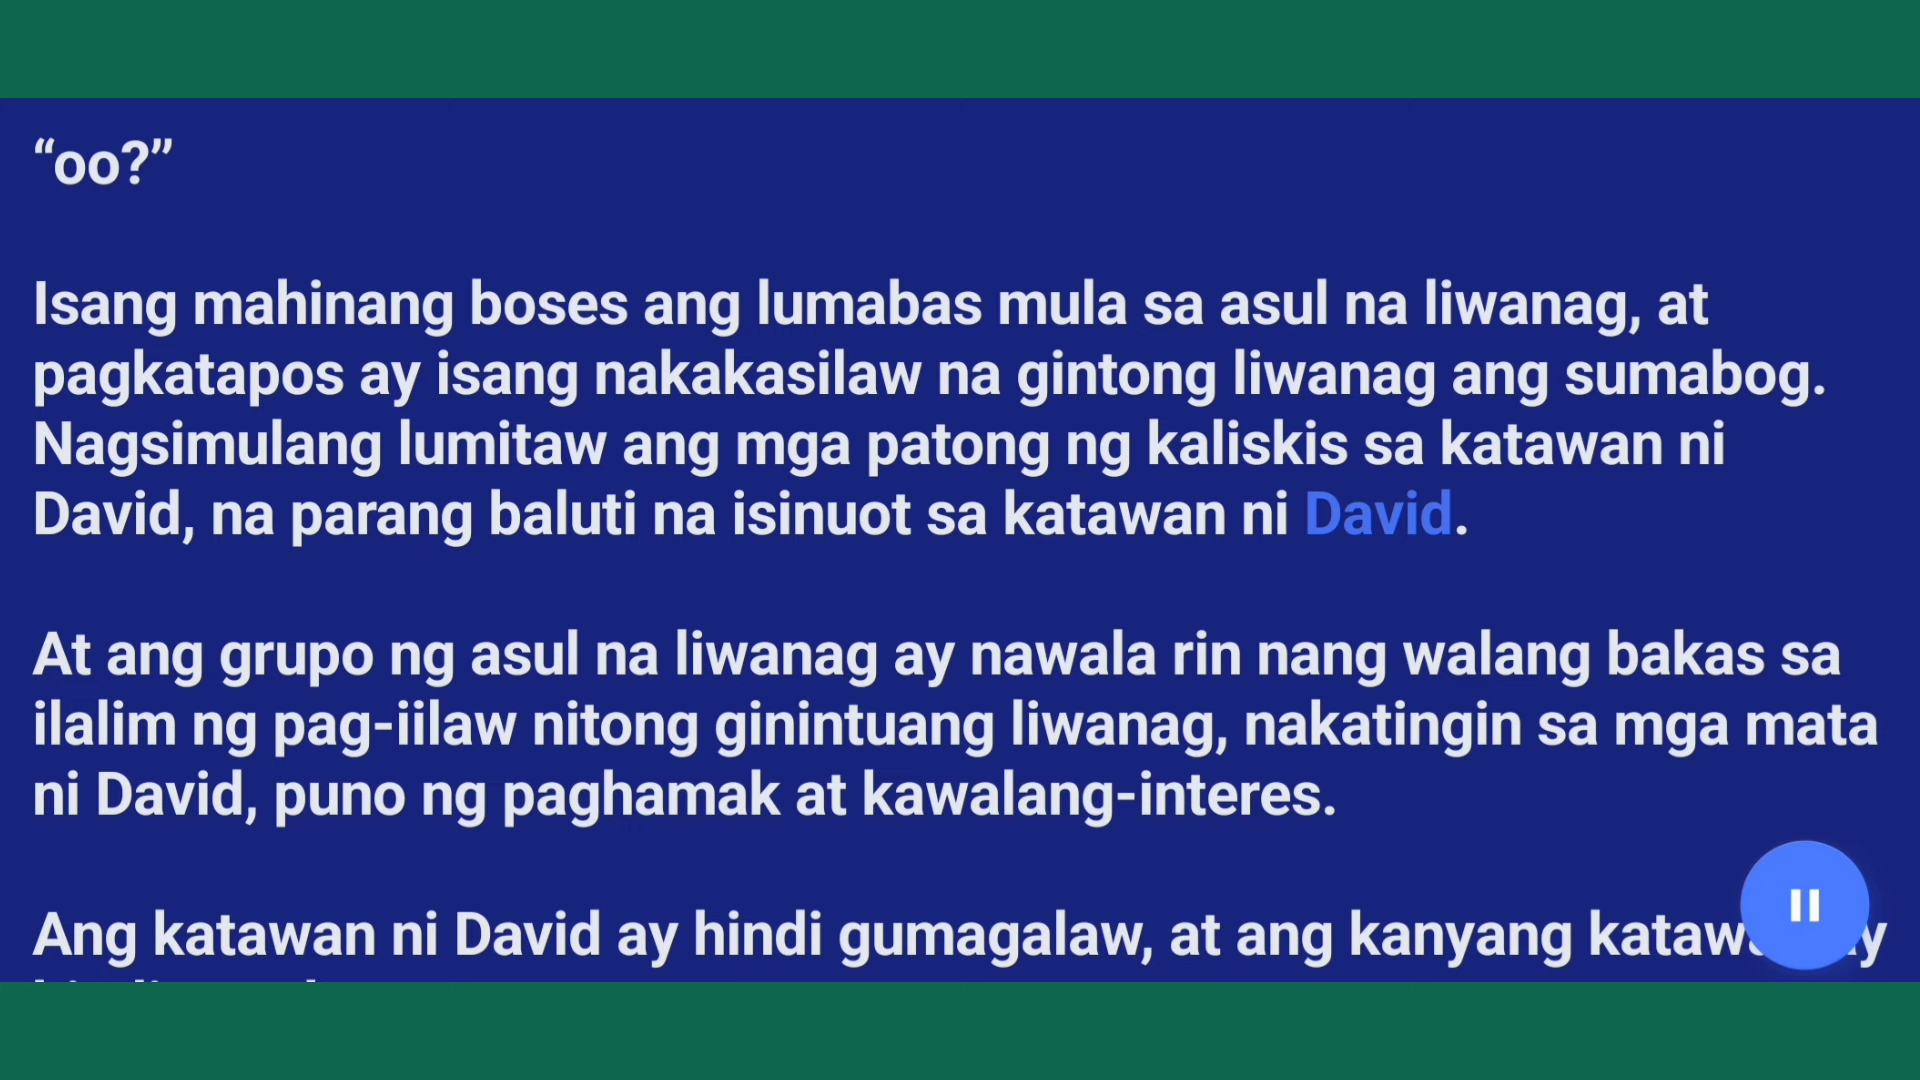 “oo?”
Isang mahinang boses ang lumabas mula sa asul na liwanag, at
pagkatapos ay isang nakakasilaw na gintong liwanag ang sumabog.
Nagsimulang lumitaw ang mga patong ng kaliskis sa katawan ni
David, na parang baluti na isinuot sa katawan ni David.
At ang grupo ng asul na liwanag ay nawala rin nang walang bakas sa
ilalim ng pag-iilaw nitong ginintuang liwanag, nakatingin sa mga mata
ni David, puno ng paghamak at kawalang-interes.
Ang katawan ni David ay hindi gumagalaw, at ang kanyang